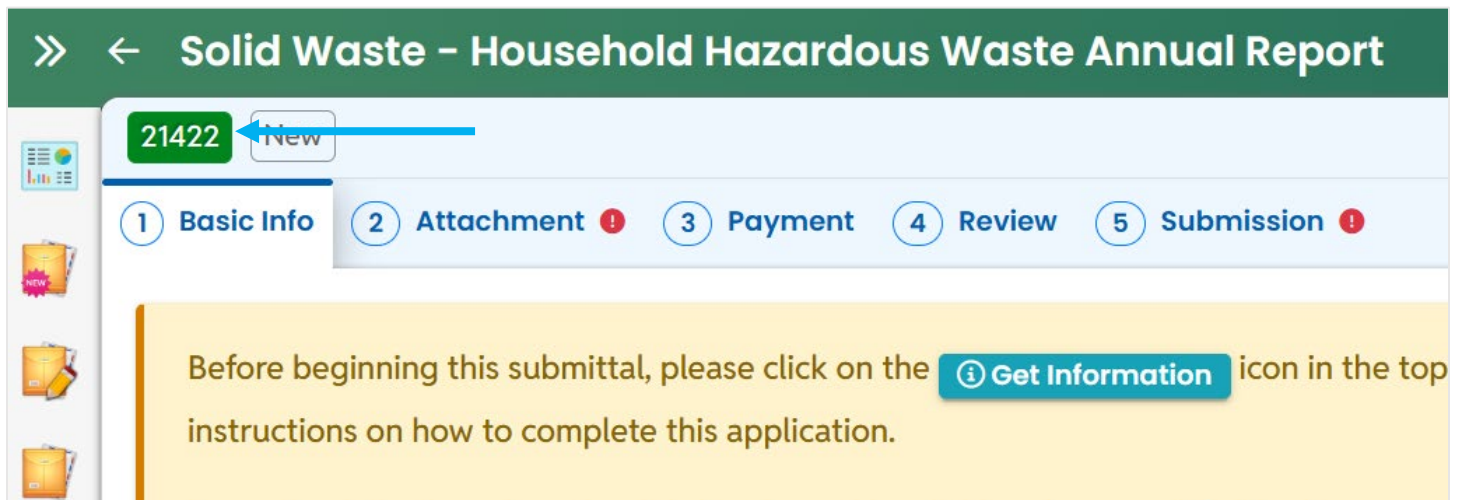 Solid Waste - Household Hazardous Waste Annual Report
21422 New
1 Basic Info 2 Attachment ! 3 Payment 4 Review 5 Submission !
NEW
Before beginning this submittal, please click on the Get Information icon in the top
instructions on how to complete this application.